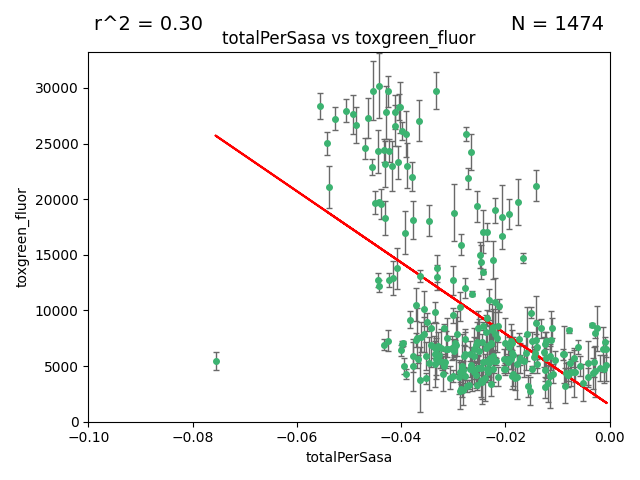 r^2 = 0.30
N = 1474
totalPerSasa vs toxgreen_fluor
30000
25000
20000
15000
10000
5000
0
toxgreen_fluor
−0.10
−0.08
−0.06
−0.04
−0.02
0.00
totalPerSasa